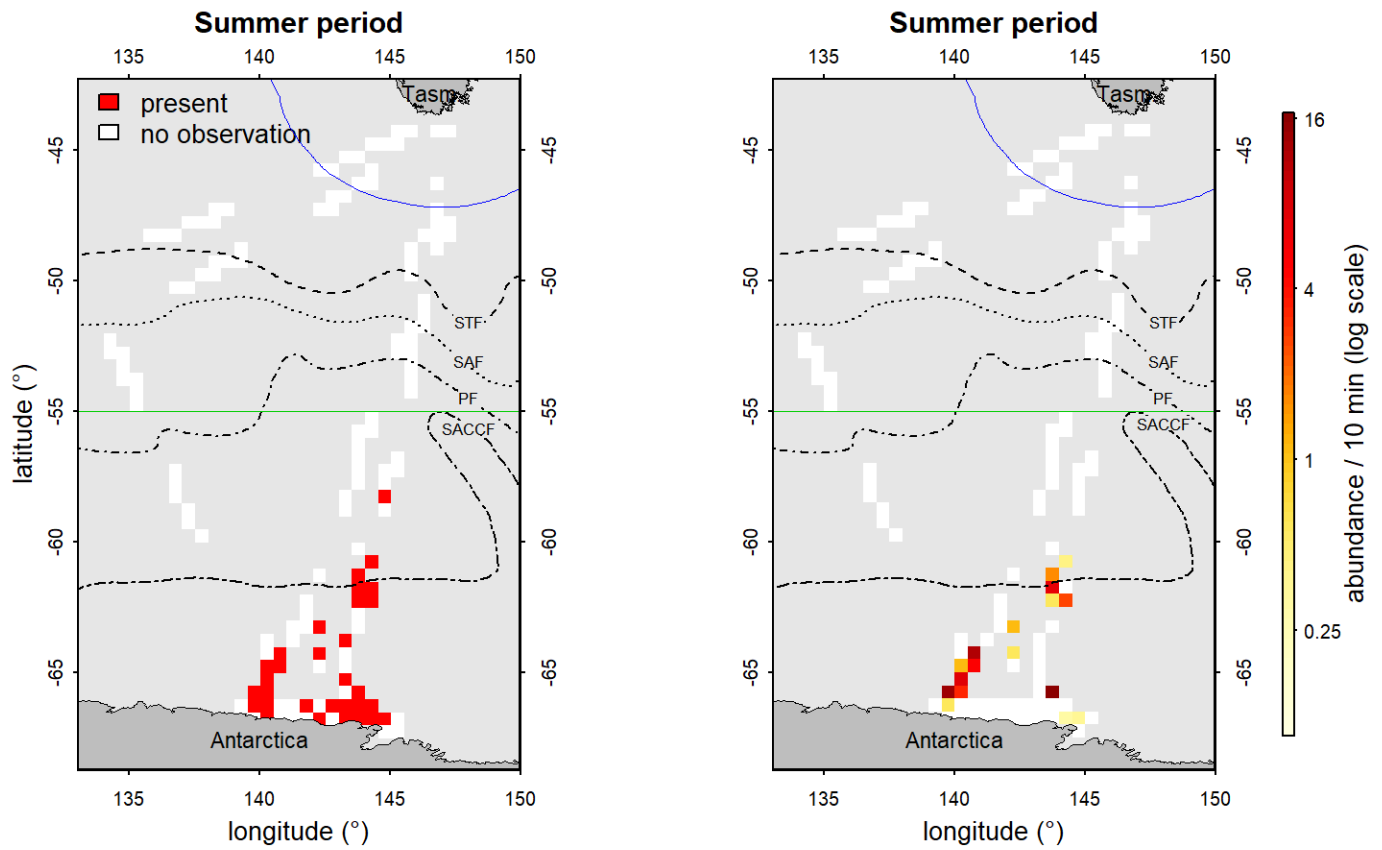 Summer period
135 140 145 150
present
no observation
Tasm
-45 -45
-50 -50
STF
SAF
PF
-55 -55
SACCF
-60 -60
-65 -65
Antarctica
135 140 145 150
longitude (°)
latitude (°)
Summer period
135 140 145 150
Tasm
-45 -45
-50 -50
STF
SAF
PF
-55 -55
SACCF
-60 -60
-65 -65
Antarctica
135 140 145 150
longitude (°)
16
4
1
0.25
abundance / 10 min (log scale)